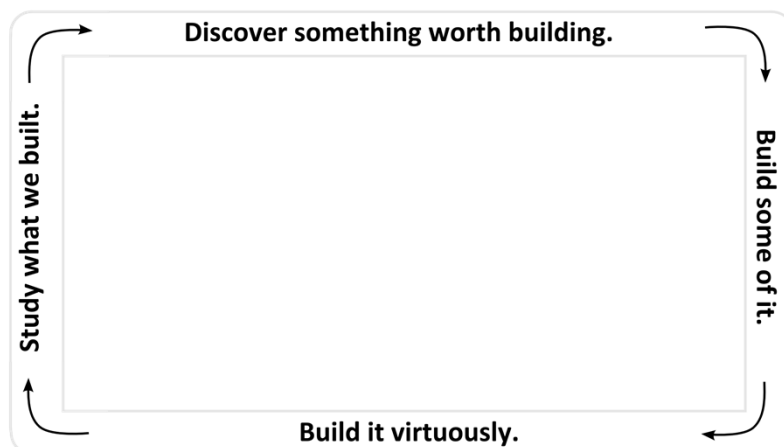 Discover something worth building.
Build some of it.
Build it virtuously.
Study what we built.